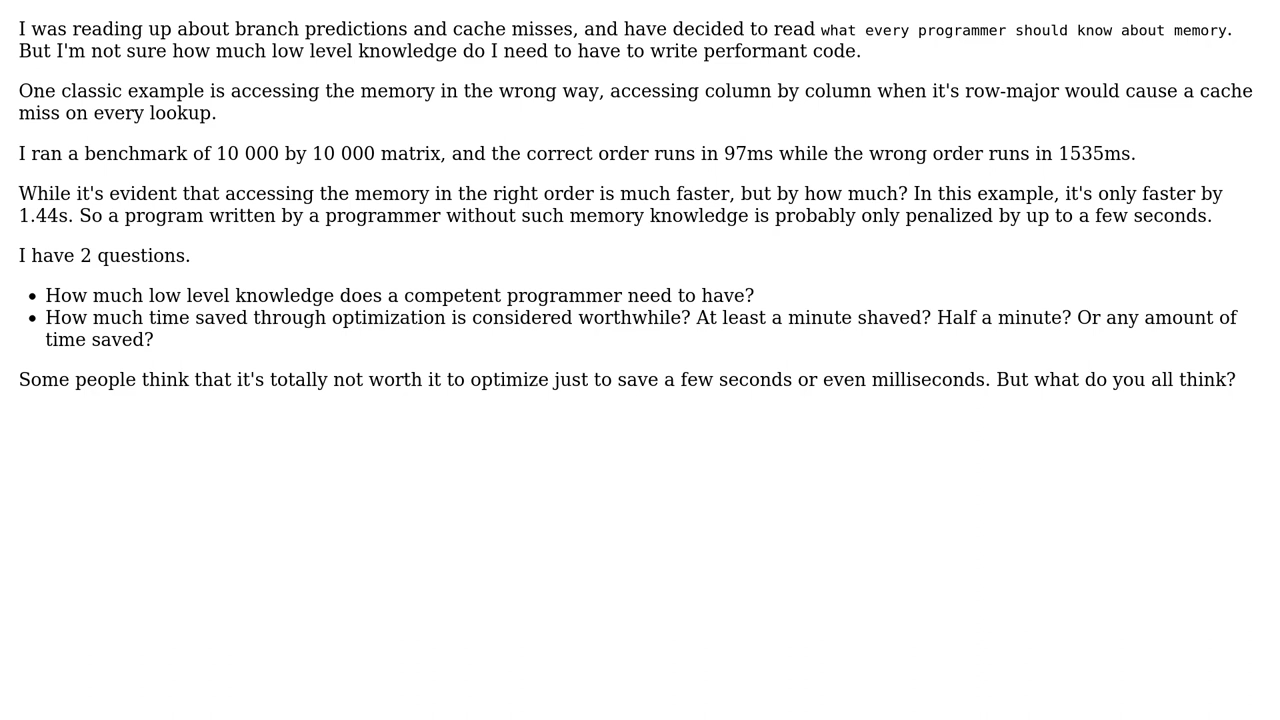 I was reading up about branch predictions and cache misses, and have decided to read what every programmer should know about memory.
But I'm not sure how much low level knowledge do I need to have to write performant code.
One classic example is accessing the memory in the wrong way, accessing column by column when it's row-major would cause a cache
miss on every lookup.
I ran a benchmark of 10 000 by 10 000 matrix, and the correct order runs in 97ms while the wrong order runs in 1535ms.
While it's evident that accessing the memory in the right order is much faster, but by how much? In this example, it's only faster by
1.44s. So a program written by a programmer without such memory knowledge is probably only penalized by up to a few seconds.
I have 2 questions.
• How much low level knowledge does a competent programmer need to have?
• How much time saved through optimization is considered worthwhile? At least a minute shaved? Half a minute? Or any amount of
time saved?
Some people think that it's totally not worth it to optimize just to save a few seconds or even milliseconds. But what do you all think?